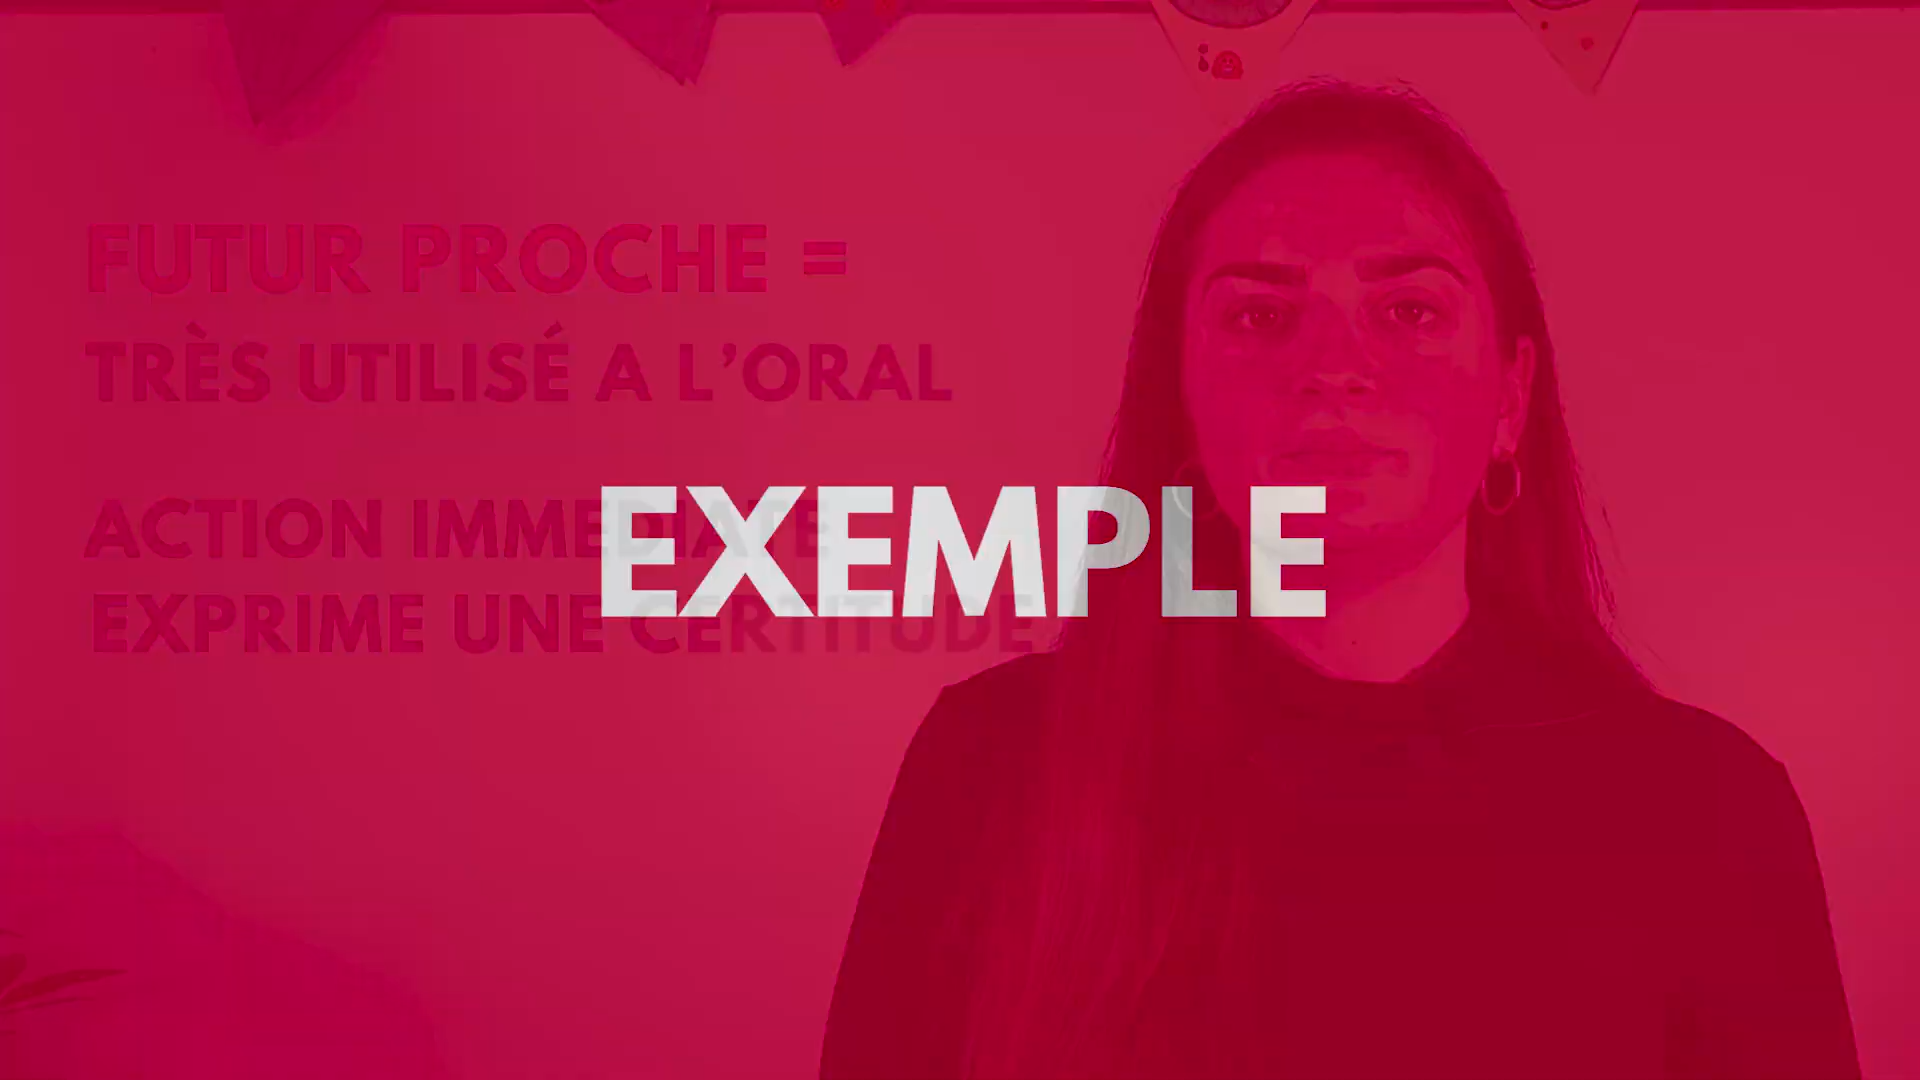 FUTUR PROCHE =
TRÈS UTILISÉ A L'ORAL
ACTION IMMEDIATE
EXPRIME UNE CERTITUDE
EXEMPLE